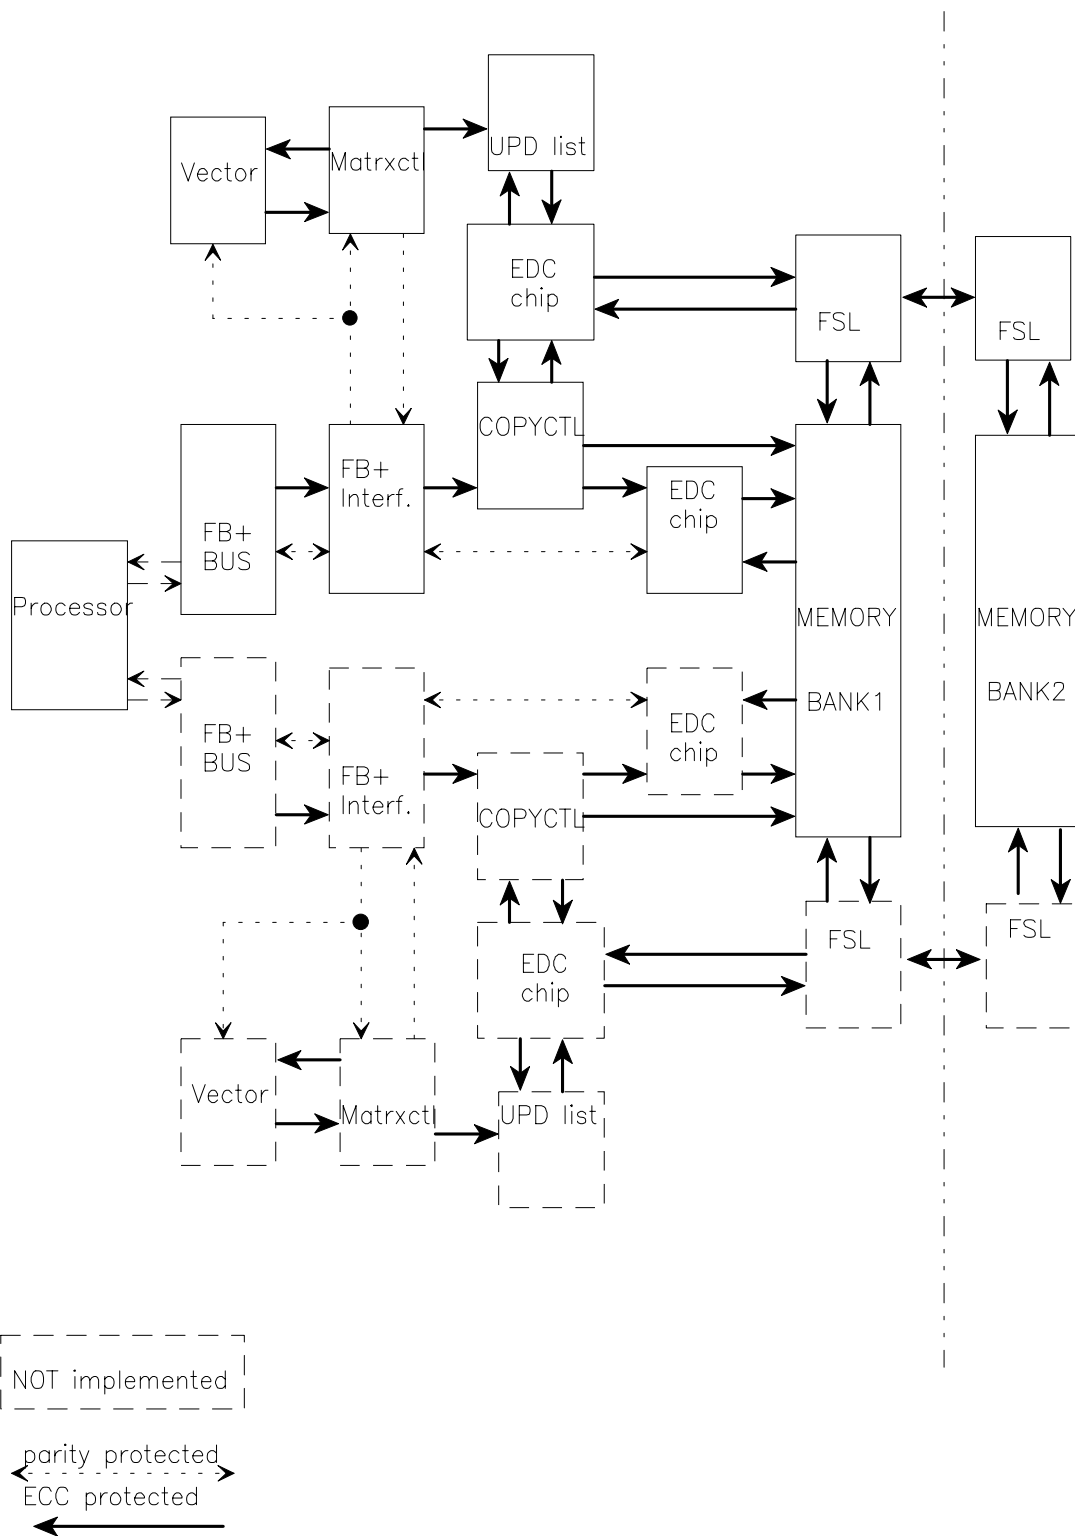 UPD list
Matrxctl
Vector
EDC
chip
FSL
FSL
COPYCTL
FB+
Interf.
EDC
chip
FB+
BUS
Processor
MEMORY
BANK1
MEMORY
BANK2
FB+
BUS
FB+
Interf.
EDC
chip
COPYCTL
FSL
FSL
EDC
chip
Vector
Matrxctl
UPD list
NOT implemented
parity protected
ECC protected